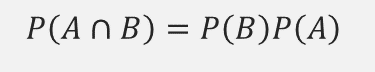 P(A ∩ B) = P(B)P(A)